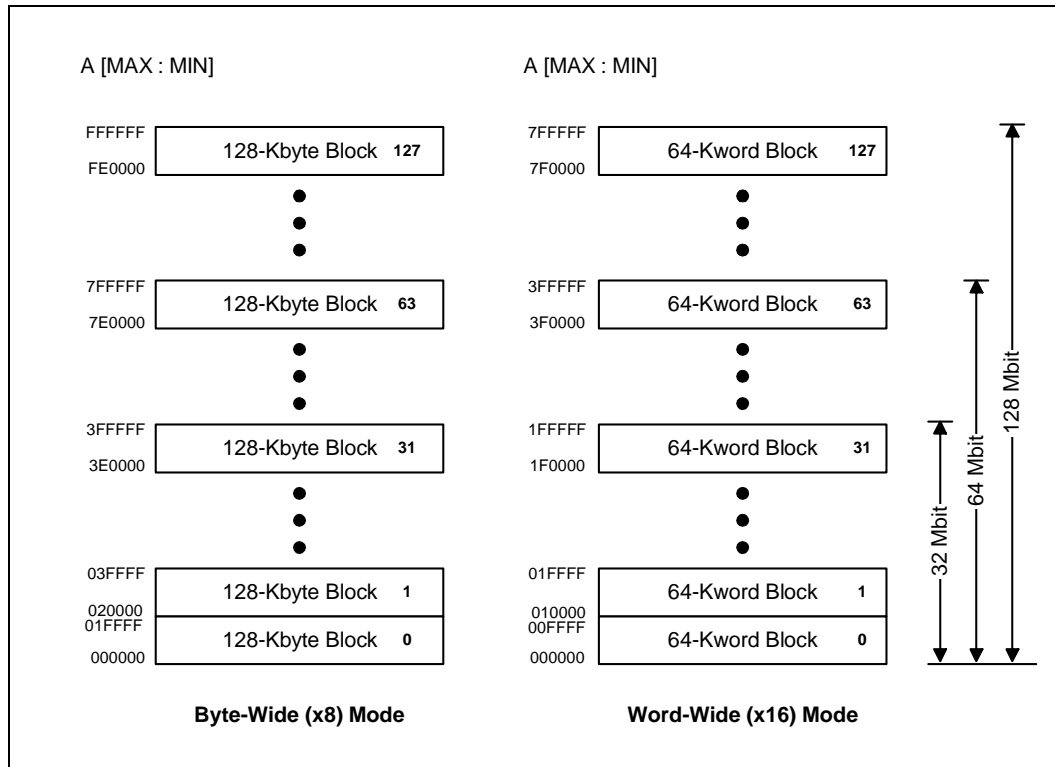 A [MAX : MIN]
FFFFFF
128-Kbyte Block 127
FE0000
7FFFFF
128-Kbyte Block 63
7E0000
3FFFFF
128-Kbyte Block 31
3E0000
03FFFF
128-Kbyte Block 1
020000
01FFFF
128-Kbyte Block 0
000000
Byte-Wide (x8) Mode
A [MAX : MIN]
7FFFFF
64-Kword Block 127
7F0000
3FFFFF
64-Kword Block 63
3F0000
1FFFFF
64-Kword Block 31
1F0000
01FFFF
64-Kword Block 1
010000
00FFFF
64-Kword Block 0
000000
Word-Wide (x16) Mode
32 Mbit
64 Mbit
128 Mbit